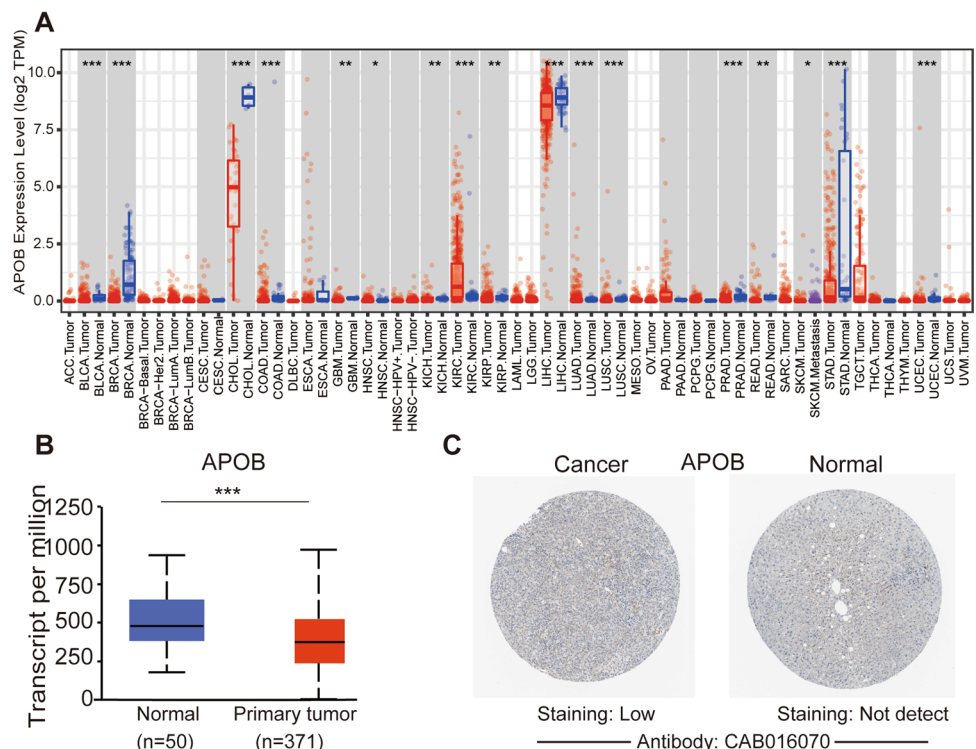 A
APOB Expression Level (log2 TPM)
10.0
7.5
5.0
2.5
0.0
*** *** *** *** ** * ** *** ** *** *** *** *** ** * *** ***
ACC.Tumor
BLCA.Tumor
BLCA.Normal
BRCA.Tumor
BRCA.Normal
BRCA-Basal.Tumor
BRCA-Her2.Tumor
BRCA-LumA.Tumor
BRCA-LumB.Tumor
CESC.Tumor
CESC.Normal
CHOL.Tumor
CHOL.Normal
COAD.Tumor
COAD.Normal
DLBC.Tumor
ESCA.Tumor
ESCA.Normal
GBM.Tumor
GBM.Normal
HNSC.Tumor
HNSC.Normal
HNSC-HPV+.Tumor
HNSC-HPV-.Tumor
KICH.Tumor
KICH.Normal
KIRC.Tumor
KIRC.Normal
KIRP.Tumor
KIRP.Normal
LAML.Tumor
LGG.Tumor
LIHC.Tumor
LIHC.Normal
LUAD.Tumor
LUAD.Normal
LUSC.Tumor
LUSC.Normal
MESO.Tumor
OV.Tumor
PAAD.Tumor
PAAD.Normal
PCPG.Tumor
PCPG.Normal
PRAD.Tumor
PRAD.Normal
READ.Tumor
READ.Normal
SARC.Tumor
SKCM.Tumor
SKCM.Metastasis
STAD.Tumor
STAD.Normal
TGCT.Tumor
THCA.Tumor
THCA.Normal
THYM.Tumor
UCEC.Tumor
UCEC.Normal
UCS.Tumor
UVM.Tumor
B
APOB
***
Transcript per million
1250
1000
750
500
250
0
Normal Primary tumor
(n=50) (n=371)
C
Cancer APOB Normal
Staining: Low Staining: Not detect
Antibody: CAB016070